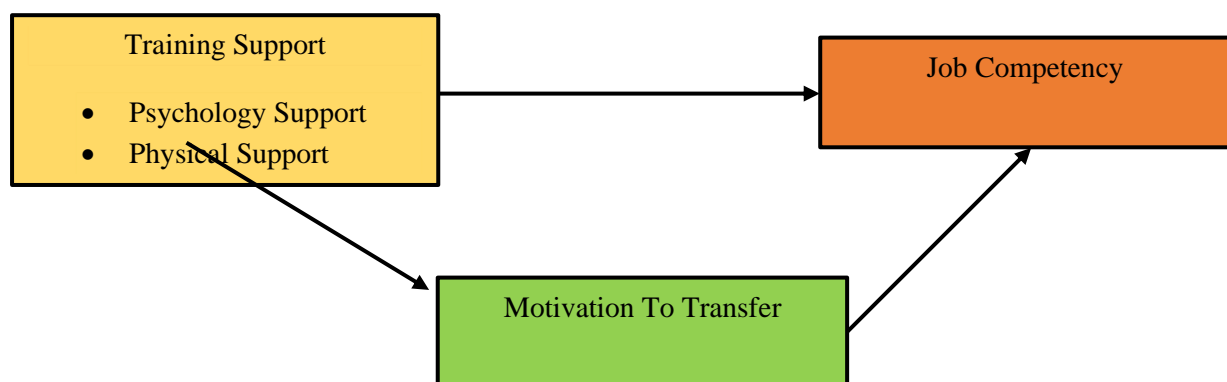 Training Support
• Psychology Support
• Physical Support
Job Competency
Motivation To Transfer